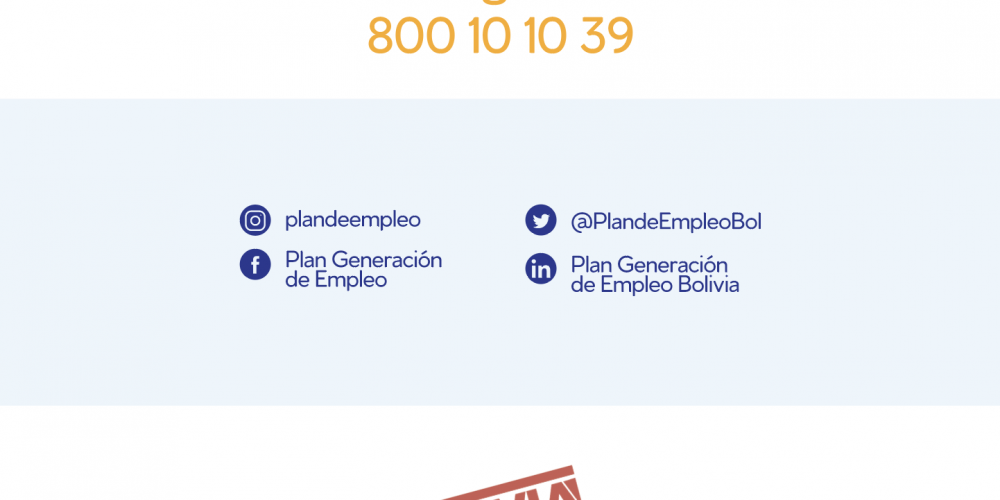 800 10 10 39
plandeempleo
@PlandeEmpleoBol
Plan Generación
de Empleo
Plan Generación
de Empleo Bolivia